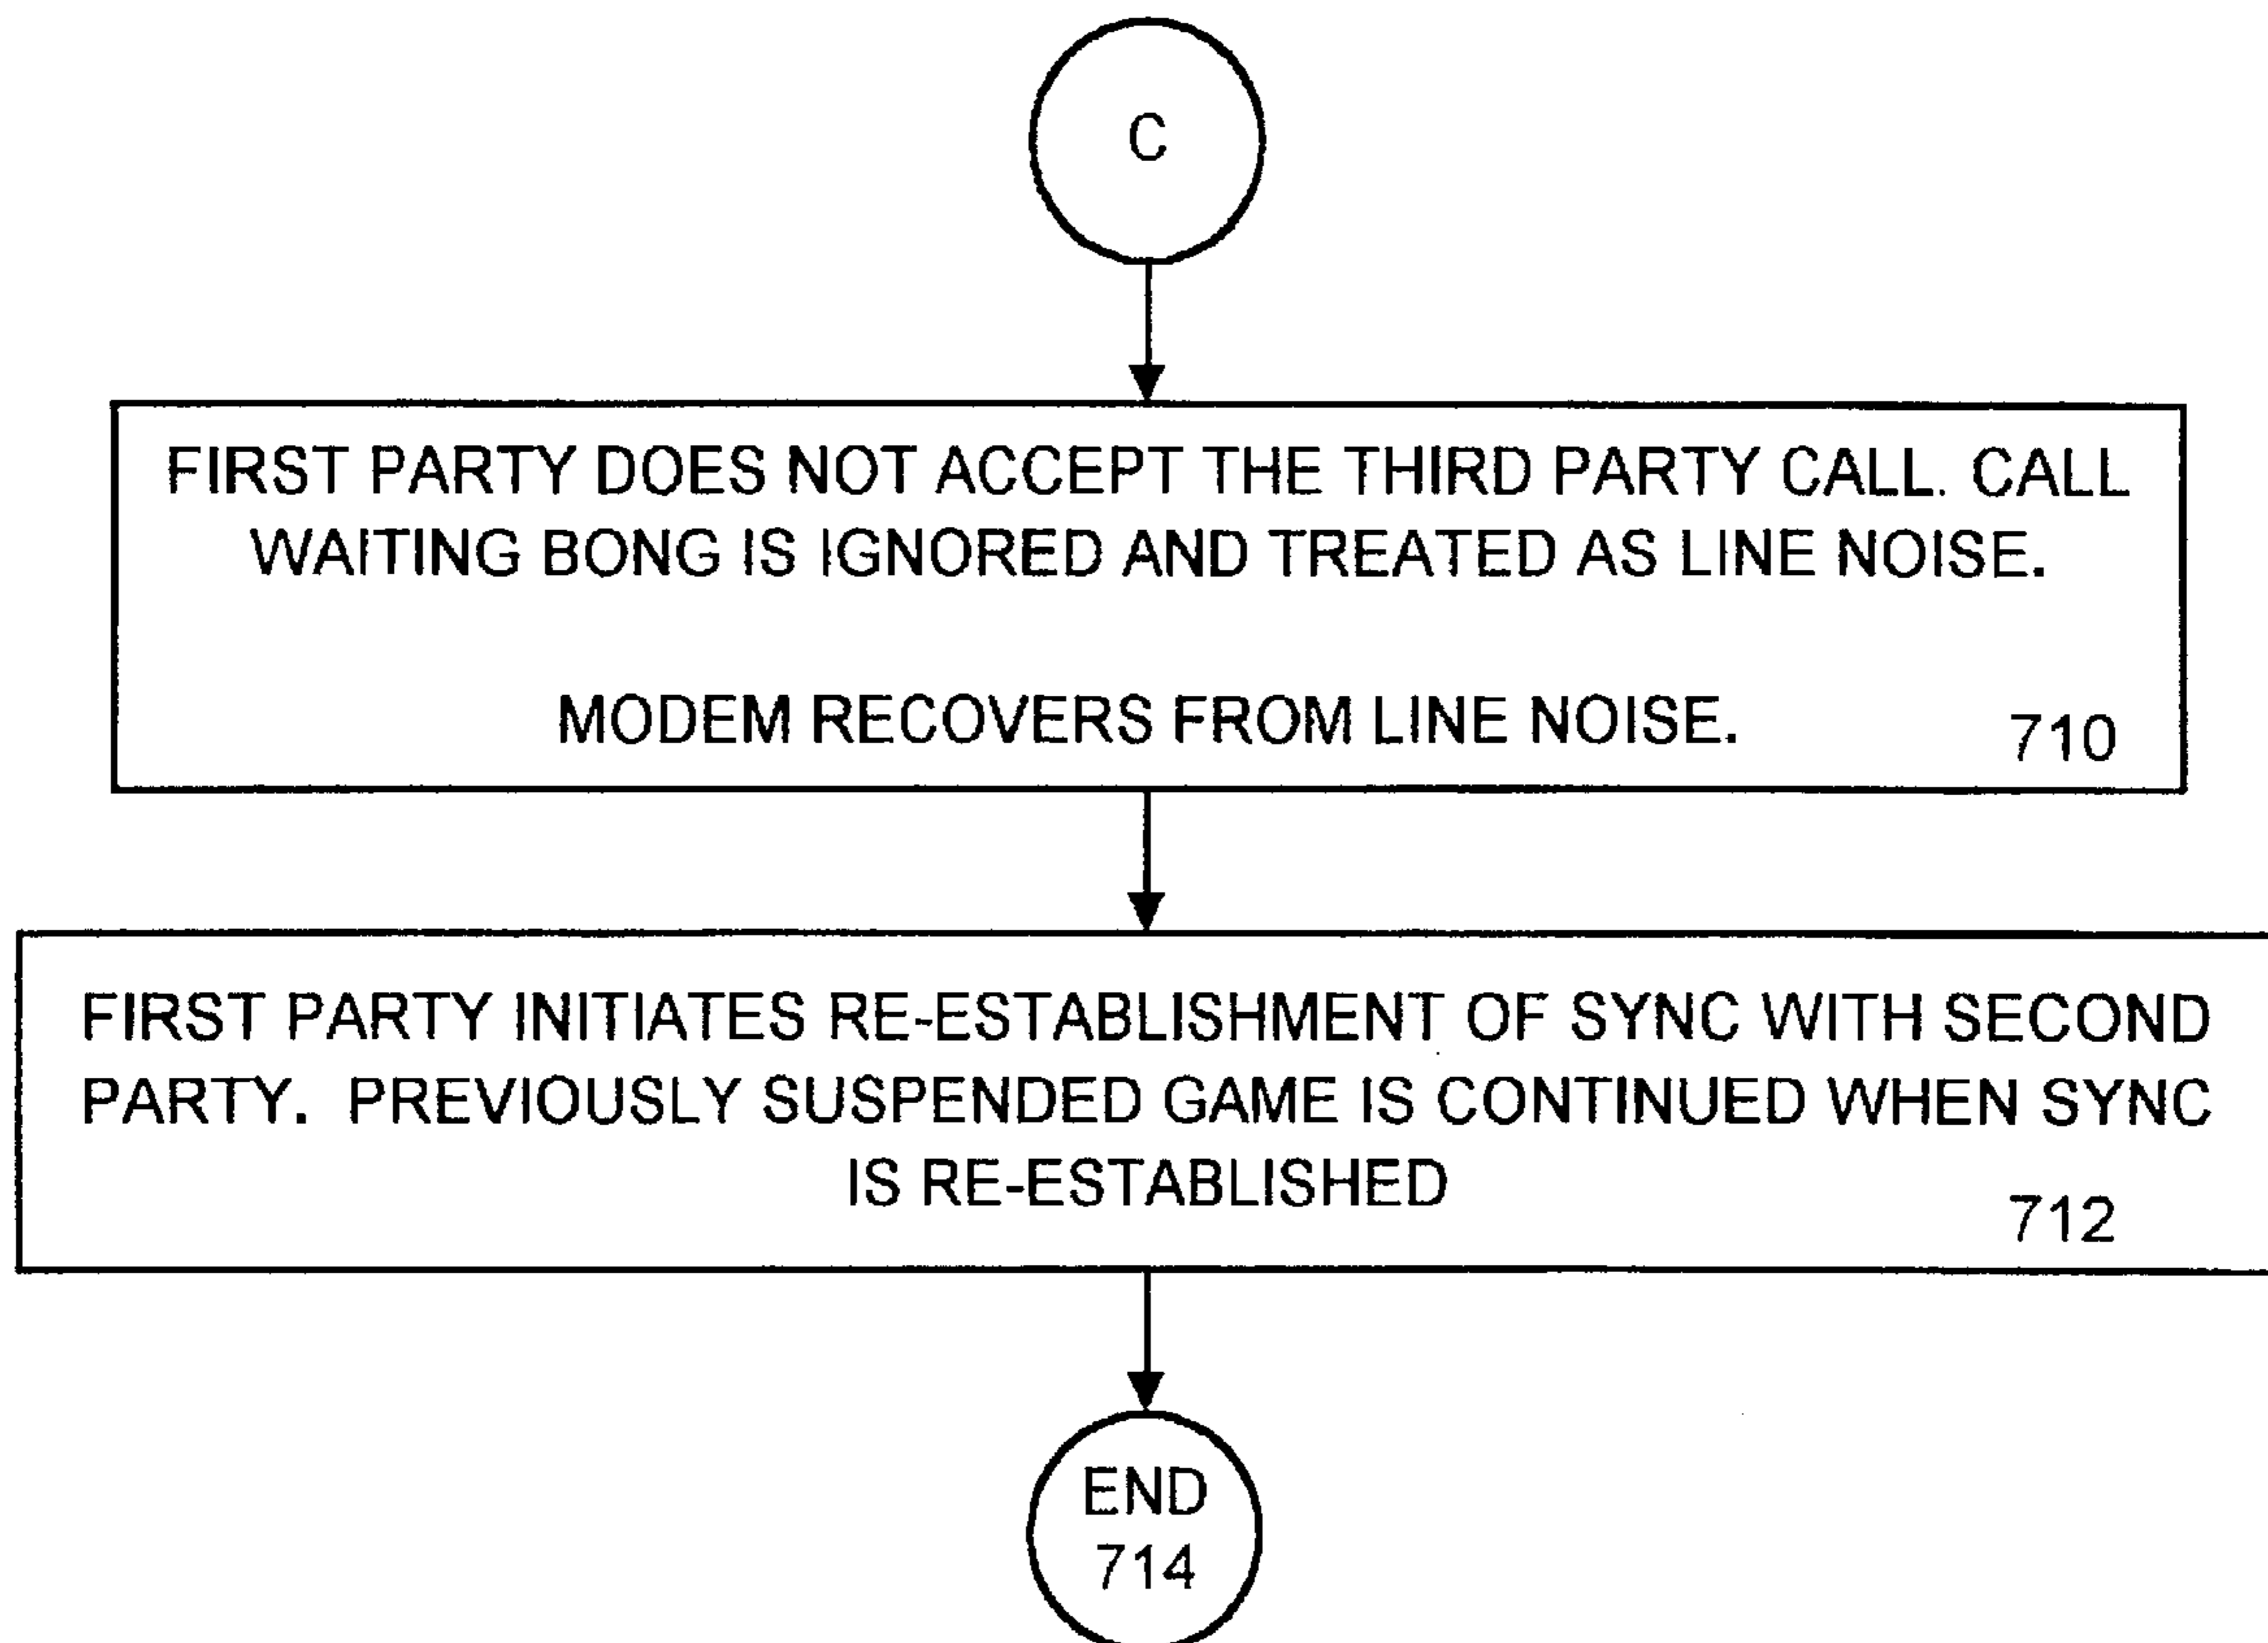 C
FIRST PARTY DOES NOT ACCEPT THE THIRD PARTY CALL. CALL
WAITING BONG IS IGNORED AND TREATED AS LINE NOISE.
MODEM RECOVERS FROM LINE NOISE.
710
FIRST PARTY INITIATES RE-ESTABLISHMENT OF SYNC WITH SECOND
PARTY. PREVIOUSLY SUSPENDED GAME IS CONTINUED WHEN SYNC
IS RE-ESTABLISHED
712
END
714